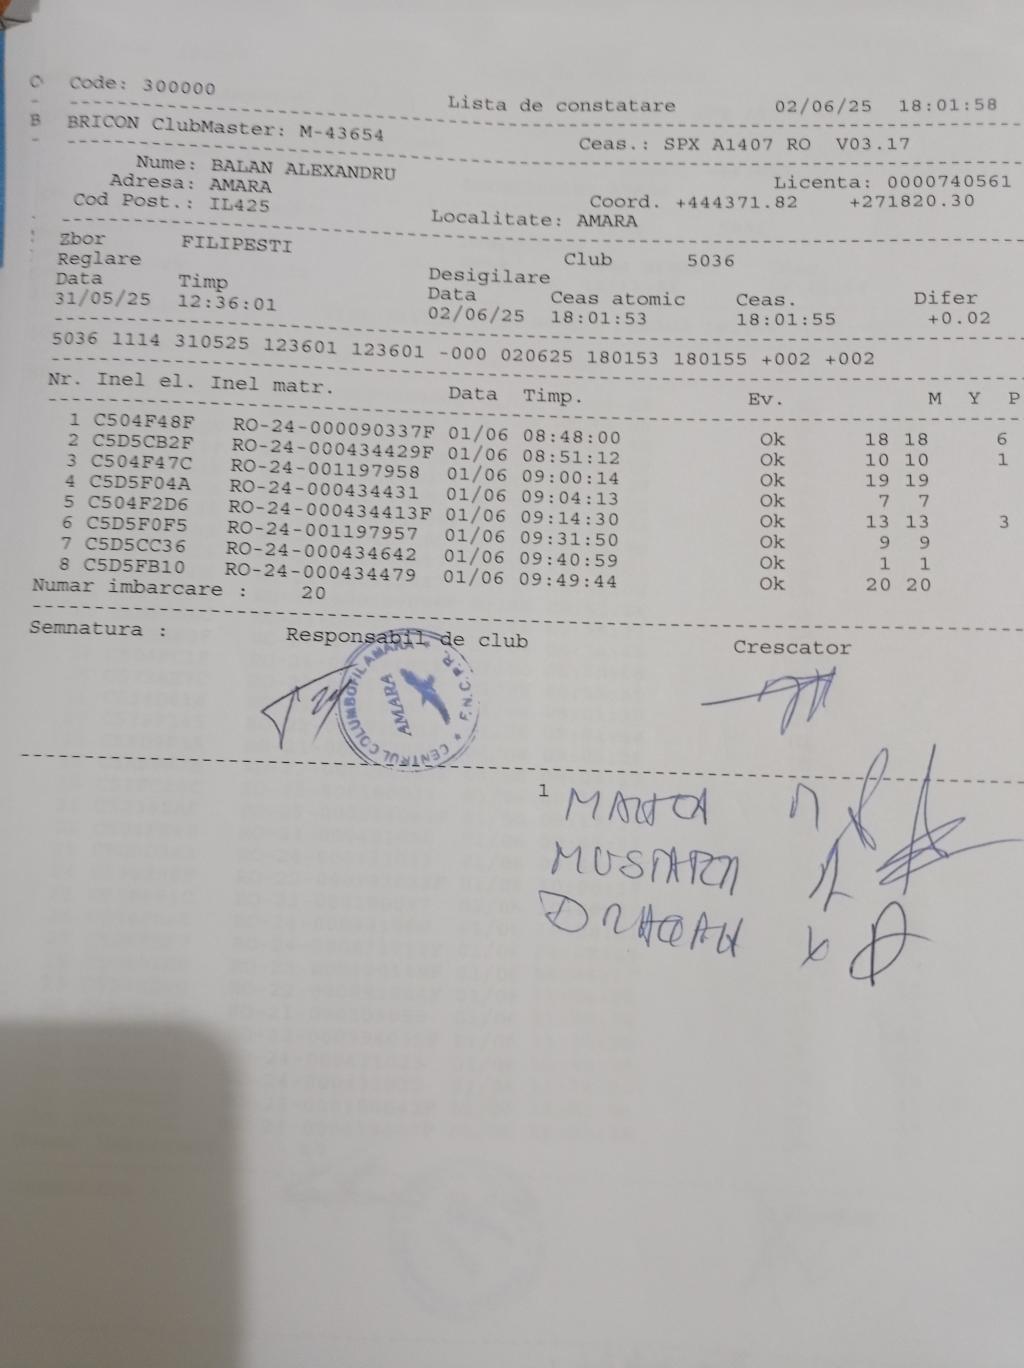 Code: 300000
Lista de constatare 02/06/25 18:01:58
BRICON ClubMaster: M-43654 Ceas.: SPX A1407 RO V03.17
Nume: BALAN ALEXANDRU
Adresa: AMARA Licenta: 0000740561
Cod Post.: IL425 Coord. +444371.82 +271820.30
Localitate: AMARA
Zbor FILIPESTI Club 5036
Reglare Desigilare
Data Timp Data Ceas atomic Ceas. Difer
31/05/25 12:36:01 02/06/25 18:01:53 18:01:55 +0.02
5036 1114 310525 123601 123601 -000 020625 180153 180155 +002 +002
Nr. Inel el. Inel matr. Data Timp. Ev. M Y P
1 C504F48F RO-24-000090337F 01/06 08:48:00 Ok 18 18 6
2 C5D5CB2F RO-24-000434429F 01/06 08:51:12 Ok 10 10 1
3 C504F47C RO-24-001197958 01/06 09:00:14 Ok 19 19
4 C5D5F04A RO-24-000434431 01/06 09:04:13 Ok 7 7
5 C504F2D6 RO-24-000434413F 01/06 09:14:30 Ok 13 13 3
6 C5D5F0F5 RO-24-001197957 01/06 09:31:50 Ok 9 9
7 C5D5CC36 RO-24-000434642 01/06 09:40:59 Ok 1 1
8 C5D5FB10 RO-24-000434479 01/06 09:49:44 Ok 20 20
Numar imbarcare : 20
Semnatura : Responsabil de club Crescator
CENTRUL COLUMBOFIL AMARA * F.N.C.P.R. *
AMARA
1